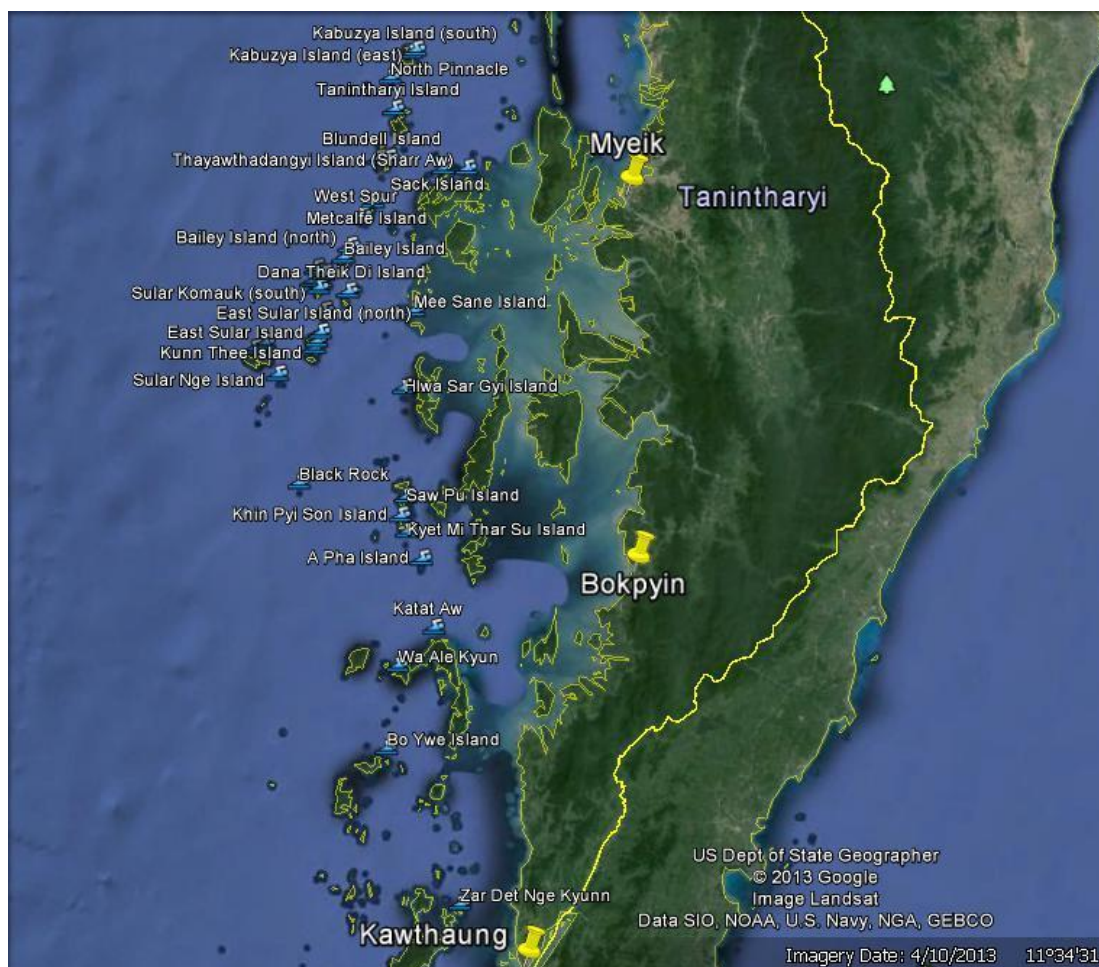 Kabuzya Island (south)
Kabuzya Island (east)
North Pinnacle
Tanintharyi Island
Blundell Island
Myeik
Thayawthadangyi Island (Sharr Aw)
Sack Island
West Spur
Tanintharyi
Metcalfe Island
Bailey Island (north)
Bailey Island
Dana Theik Di Island
Sular Komauk (south)
Mee Sane Island
East Sular Island (north)
East Sular Island
Kunn Thee Island
Sular Nge Island
Hlwa Sar Gyi Island
Black Rock
Saw Pu Island
Khin Pyi Son Island
Kyet Mi Thar Su Island
A Pha Island
Bokpyin
Katat Aw
Wa Ale Kyun
Bo Ywe Island
US Dept of State Geographer
© 2013 Google
Image Landsat
Data SIO, NOAA, U.S. Navy, NGA, GEBCO
Zar Det Nge Kyunn
Kawthaung
Imagery Date: 4/10/2013 11°34'31